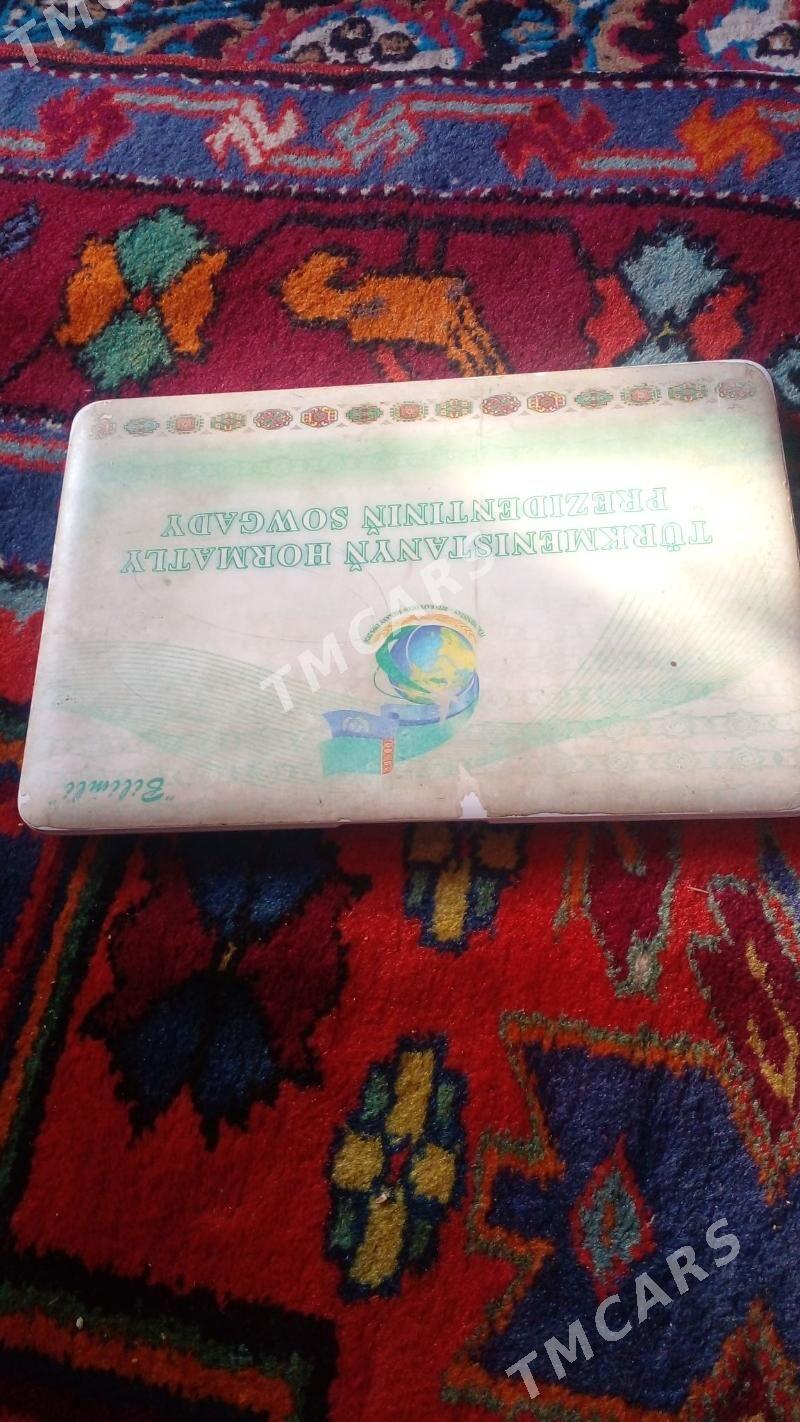 TÜRKMENISTANYŇ HORMATLY
PREZIDENTINIŇ SOWGADY
"Bilimli"
TMCARS
TMCARS
TMCARS